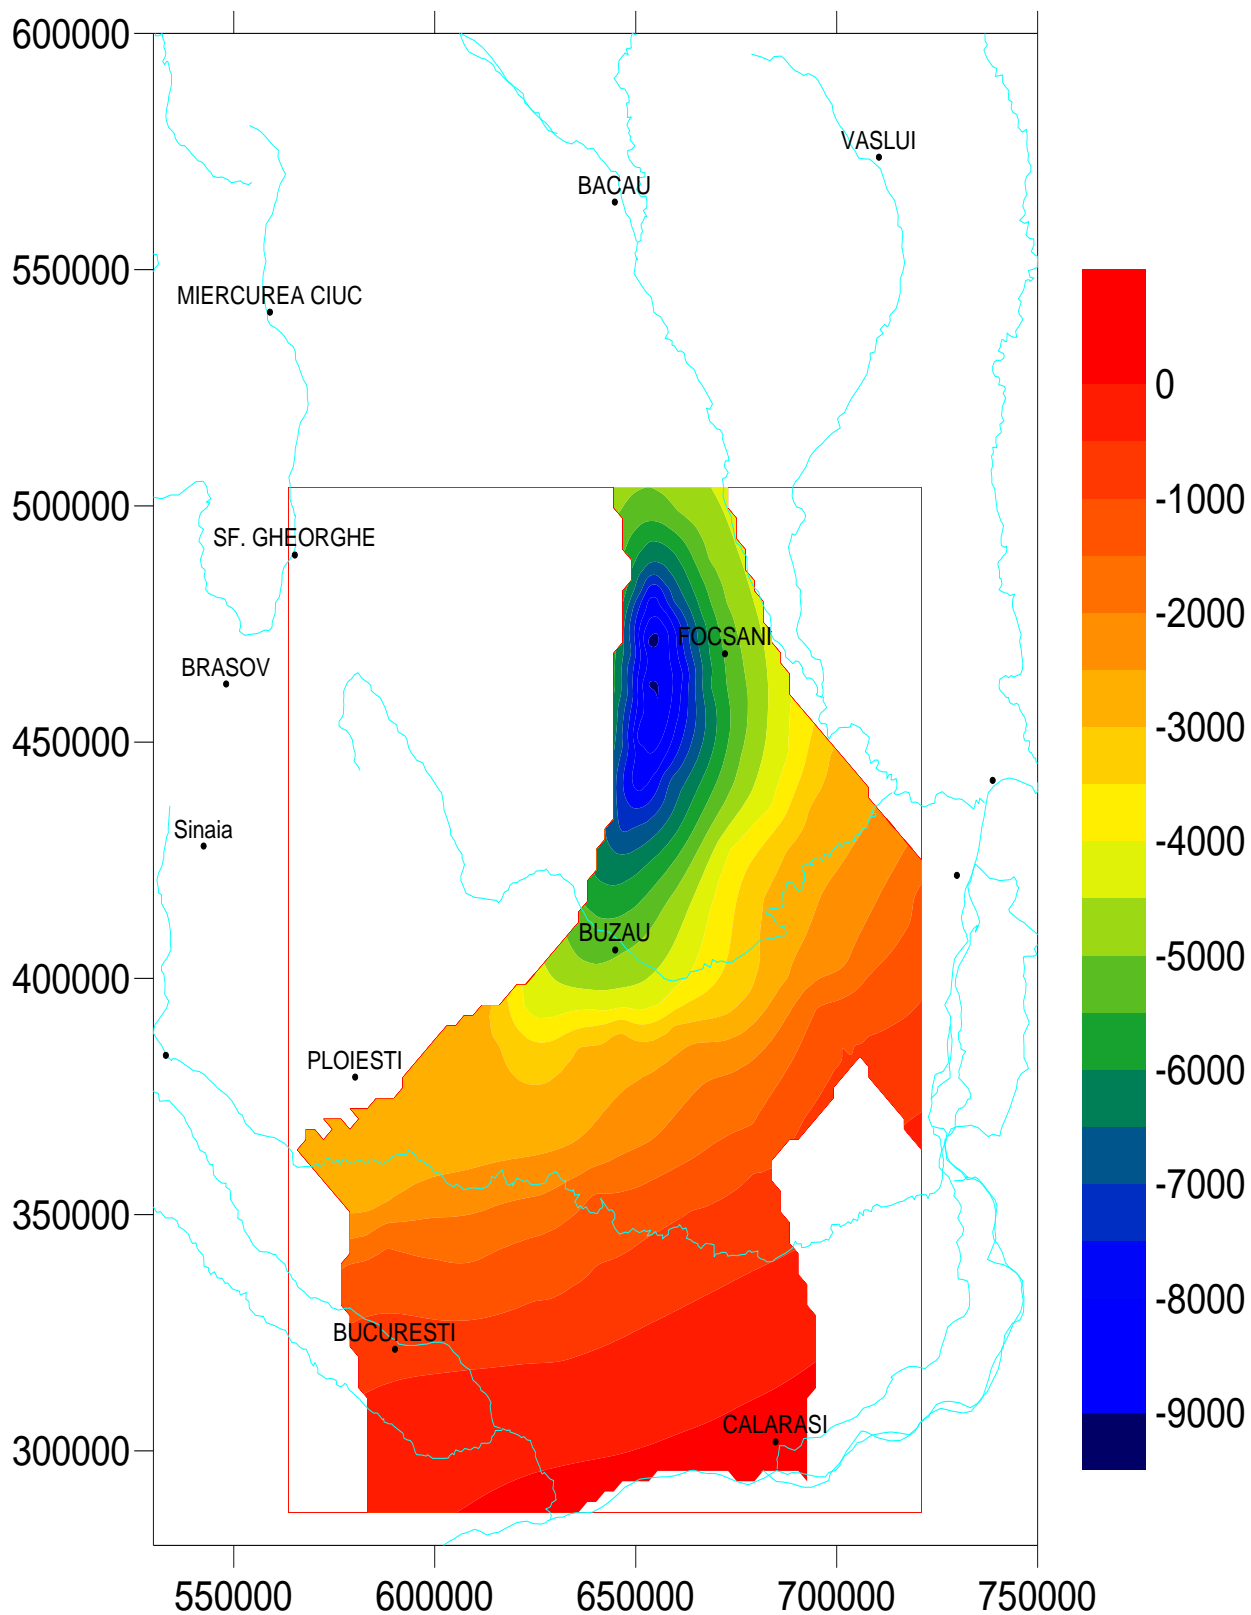 600000
VASLUI
BACAU
550000
MIERCUREA CIUC
0
500000
-1000
SF. GHEORGHE
-2000
FOCSANI
BRASOV
-3000
450000
Sinaia
-4000
BUZAU
-5000
400000
PLOIESTI
-6000
-7000
350000
-8000
BUCURESTI
-9000
CALARASI
300000
550000 600000 650000 700000 750000